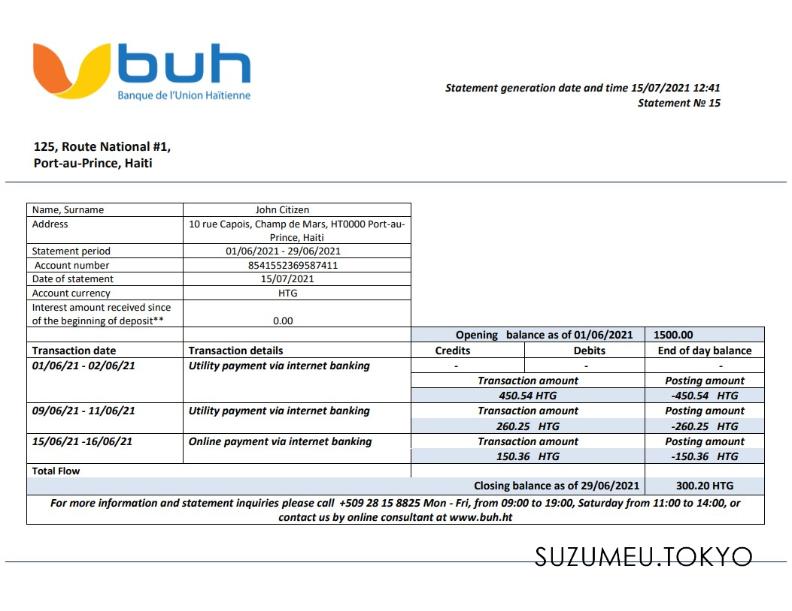 buh
Banque de l'Union Haïtienne
Statement generation date and time 15/07/2021 12:41
Statement № 15
125, Route National #1,
Port-au-Prince, Haiti
Name, Surname John Citizen
Address 10 rue Capois, Champ de Mars, HT0000 Port-au-
Prince, Haiti
Statement period 01/06/2021 - 29/06/2021
Account number 8541552369587411
Date of statement 15/07/2021
Account currency HTG
Interest amount received since
of the beginning of deposit** 0.00
Opening balance as of 01/06/2021 1500.00
Transaction date Transaction details Credits Debits End of day balance
01/06/21 - 02/06/21 Utility payment via internet banking - - -
Transaction amount Posting amount
450.54 HTG -450.54 HTG
09/06/21 - 11/06/21 Utility payment via internet banking Transaction amount Posting amount
260.25 HTG -260.25 HTG
15/06/21 -16/06/21 Online payment via internet banking Transaction amount Posting amount
150.36 HTG -150.36 HTG
Total Flow
Closing balance as of 29/06/2021 300.20 HTG
For more information and statement inquiries please call +509 28 15 8825 Mon - Fri, from 09:00 to 19:00, Saturday from 11:00 to 14:00, or
contact us by online consultant at www.buh.ht
SUZUMEU.TOKYO